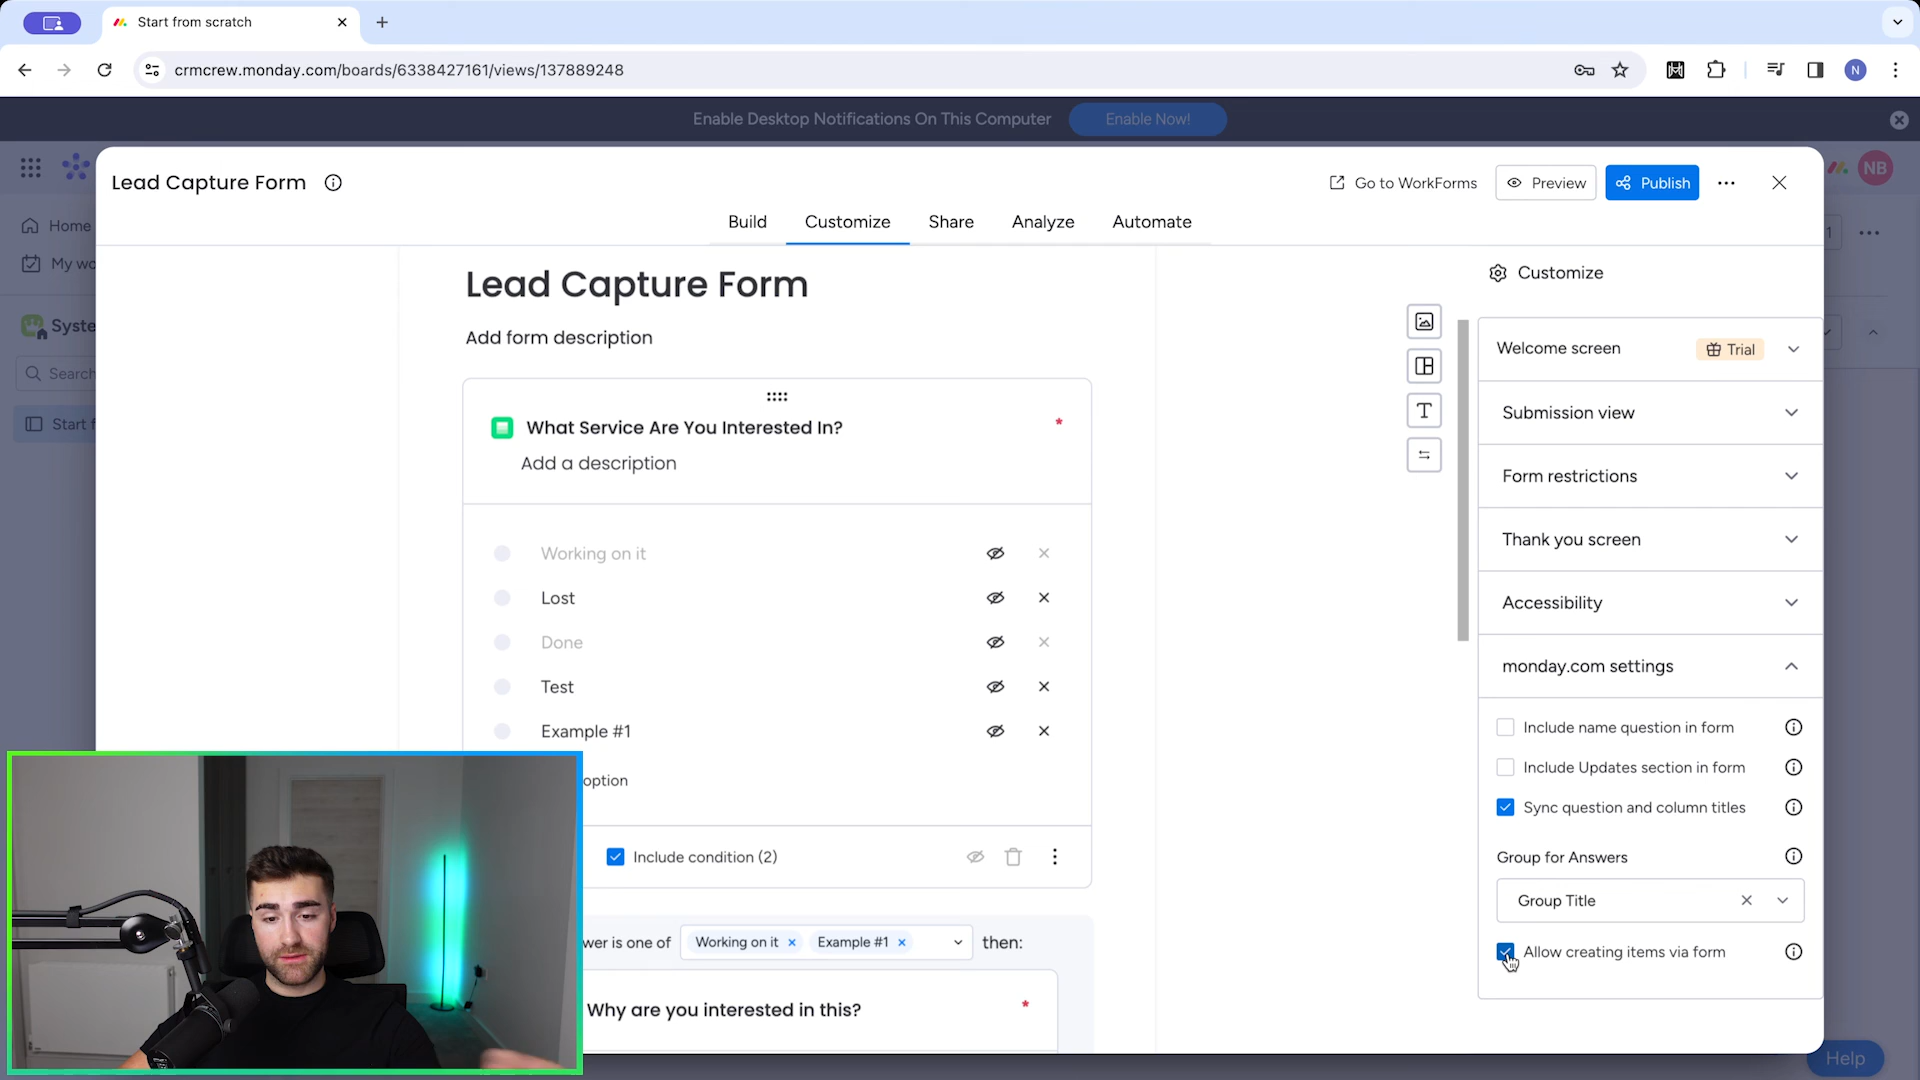 Start from scratch
crmcrew.monday.com/boards/6338427161/views/137889248
N
Enable Desktop Notifications On This Computer
Enable Now!
NB
Lead Capture Form
Go to WorkForms
Preview
Publish
Build
Customize
Share
Analyze
Automate
Home
My wo
Syste
Search
Start f
1
Lead Capture Form
Add form description
What Service Are You Interested In? *
Add a description
Working on it
Lost
Done
Test
Example #1
option
Include condition (2)
wer is one of
Working on it
Example #1
then:
Why are you interested in this? *
Customize
Welcome screen
Trial
Submission view
Form restrictions
Thank you screen
Accessibility
monday.com settings
Include name question in form
Include Updates section in form
Sync question and column titles
Group for Answers
Group Title
Allow creating items via form
Help